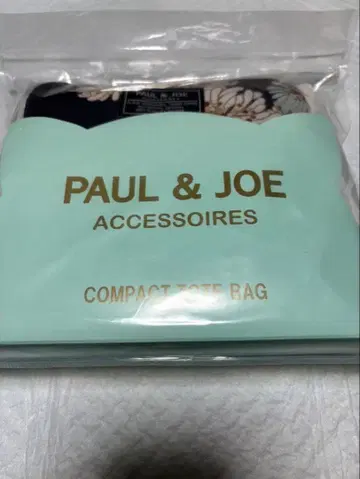 PAUL & JOE
PAUL & JOE
ACCESSOIRES
COMPACT TOTE BAG